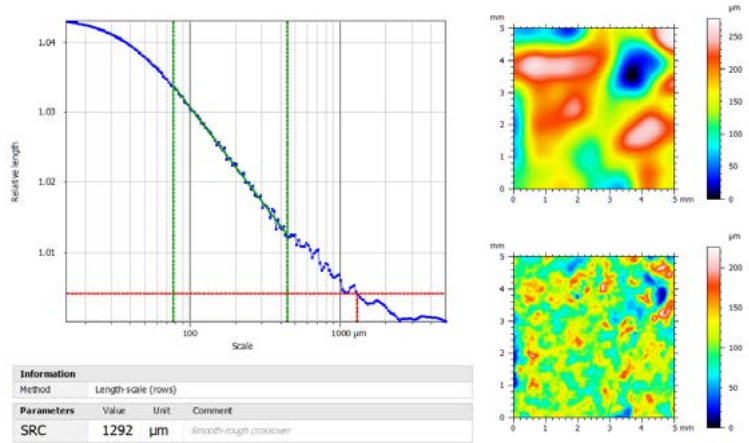 1.04
1.03
1.02
1.01
Relative length
100
1000 µm
Scale
mm
5
4
3
2
1
0
0 1 2 3 4 5 mm
µm
250
200
150
100
50
0
mm
5
4
3
2
1
0
0 1 2 3 4 5 mm
µm
200
150
100
50
0
Information
Method Length-scale (rows)
Parameters Value Unit Comment
SRC 1292 µm Smooth-rough crossover